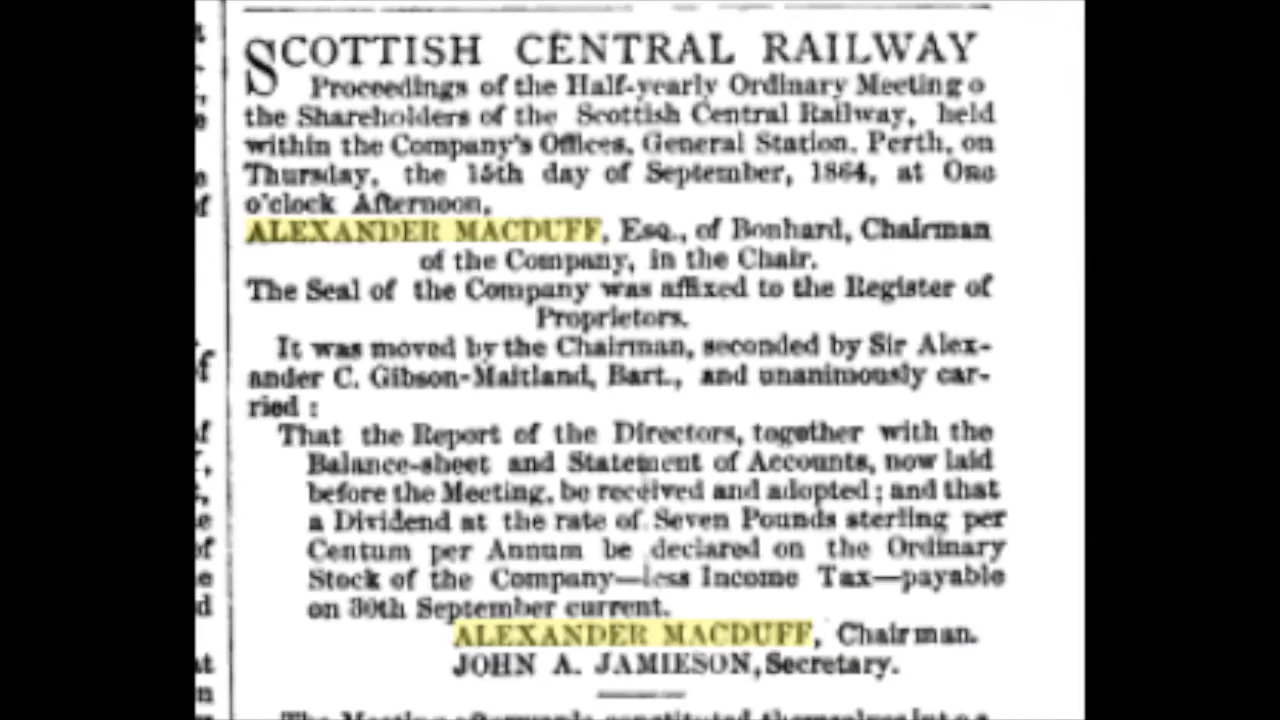 SCOTTISH CENTRAL RAILWAY
Proceedings of the Half-yearly Ordinary Meeting o
the Shareholders of the Scottish Central Railway, held
within the Company's Offices, General Station, Perth, on
Thursday, the 15th day of September, 1864, at One
o'clock Afternoon,
ALEXANDER MACDUFF, Esq., of Bonhard, Chairman
of the Company, in the Chair.
The Seal of the Company was affixed to the Register of
Proprietors.
It was moved by the Chairman, seconded by Sir Alex-
ander C. Gibson-Maitland, Bart., and unanimously car-
ried :
That the Report of the Directors, together with the
Balance-sheet and Statement of Accounts, now laid
before the Meeting, be received and adopted ; and that
a Dividend at the rate of Seven Pounds sterling per
Centum per Annum be declared on the Ordinary
Stock of the Company—less Income Tax—payable
on 30th September current.
ALEXANDER MACDUFF, Chairman.
JOHN A. JAMIESON, Secretary.